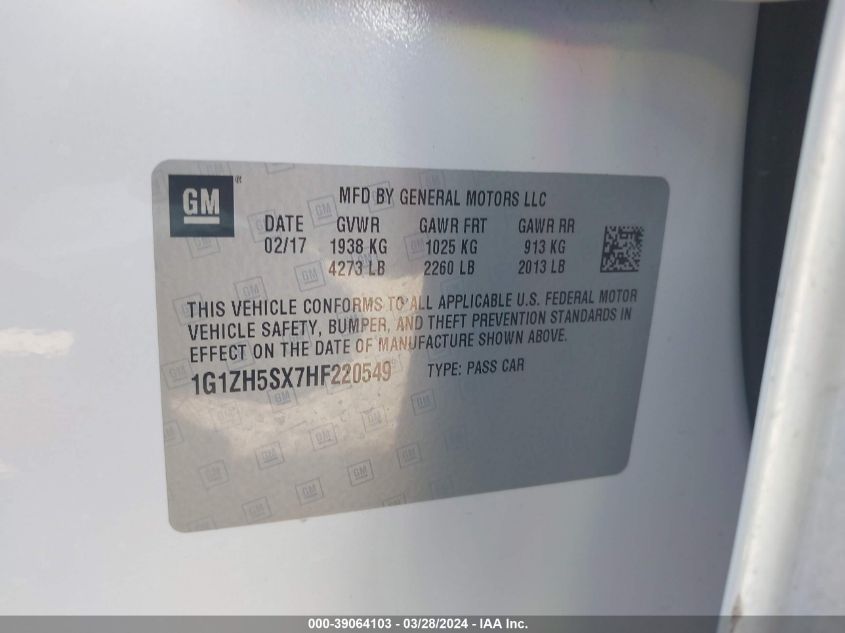 GM ®
MFD BY GENERAL MOTORS LLC
DATE GVWR GAWR FRT GAWR RR
02/17 1938 KG 1025 KG 913 KG
4273 LB 2260 LB 2013 LB
THIS VEHICLE CONFORMS TO ALL APPLICABLE U.S. FEDERAL MOTOR
VEHICLE SAFETY, BUMPER, AND THEFT PREVENTION STANDARDS IN
EFFECT ON THE DATE OF MANUFACTURE SHOWN ABOVE.
1G1ZH5SX7HF220549 TYPE: PASS CAR
000-39064103 / 03/28/2024 - IAA Inc.